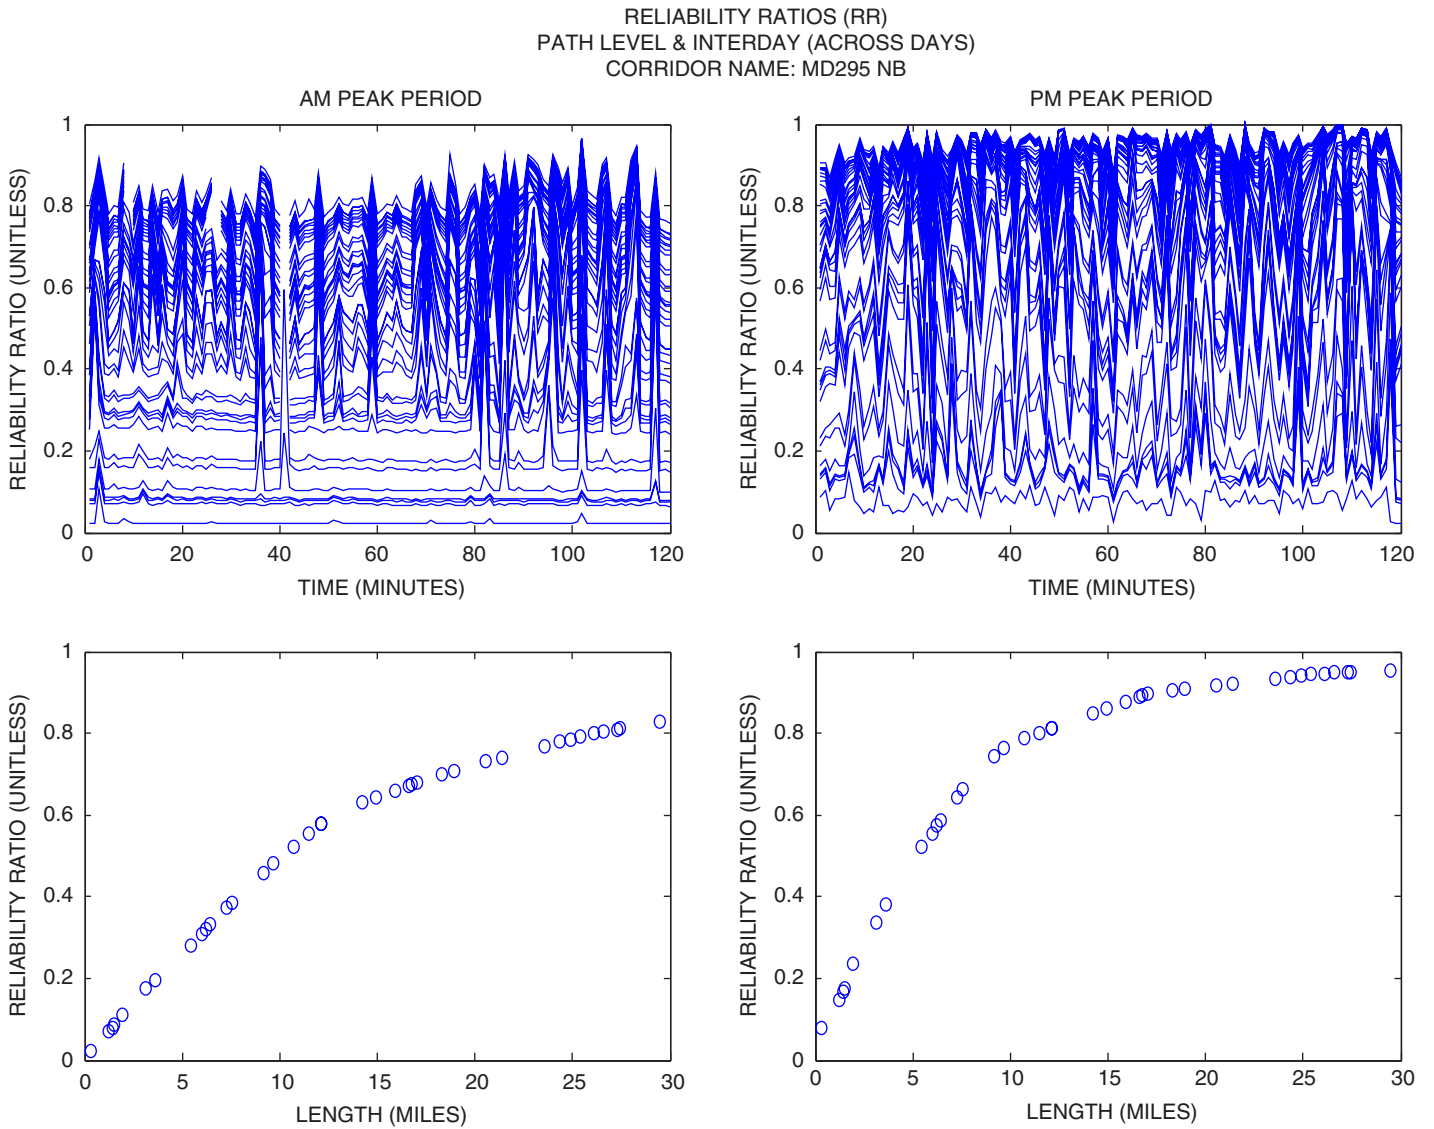 RELIABILITY RATIOS (RR)
PATH LEVEL & INTERDAY (ACROSS DAYS)
CORRIDOR NAME: MD295 NB
AM PEAK PERIOD
RELIABILITY RATIO (UNITLESS)
1
0.8
0.6
0.4
0.2
0
0 20 40 60 80 100 120
TIME (MINUTES)
PM PEAK PERIOD
RELIABILITY RATIO (UNITLESS)
1
0.8
0.6
0.4
0.2
0
0 20 40 60 80 100 120
TIME (MINUTES)
RELIABILITY RATIO (UNITLESS)
1
0.8
0.6
0.4
0.2
0
0 5 10 15 20 25 30
LENGTH (MILES)
RELIABILITY RATIO (UNITLESS)
1
0.8
0.6
0.4
0.2
0
0 5 10 15 20 25 30
LENGTH (MILES)